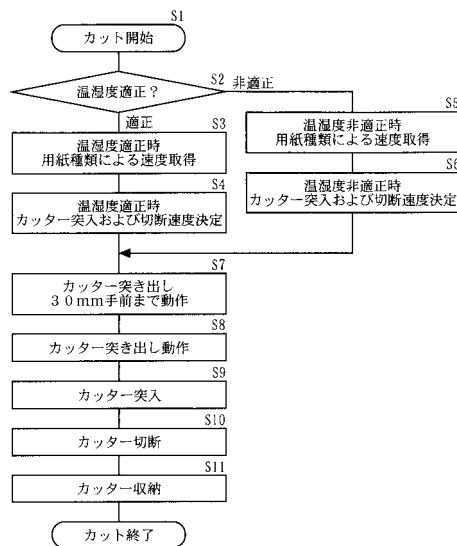 S1
カット開始
S2
温湿度適正？
非適正
適正
S3
温湿度適正時
用紙種類による速度取得
S4
温湿度適正時
カッター突入および切断速度決定
S5
温湿度非適正時
用紙種類による速度取得
S6
温湿度非適正時
カッター突入および切断速度決定
S7
カッター突き出し
３０ｍｍ手前まで動作
S8
カッター突き出し動作
S9
カッター突入
S10
カッター切断
S11
カッター収納
カット終了